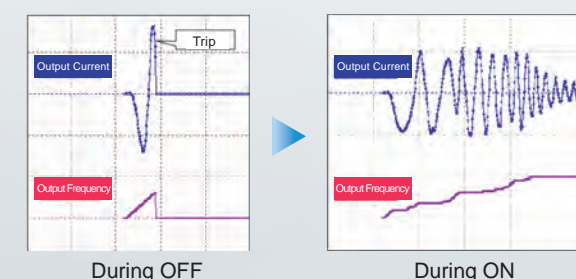 Trip
Output Current
Output Frequency
During OFF
Output Current
Output Frequency
During ON